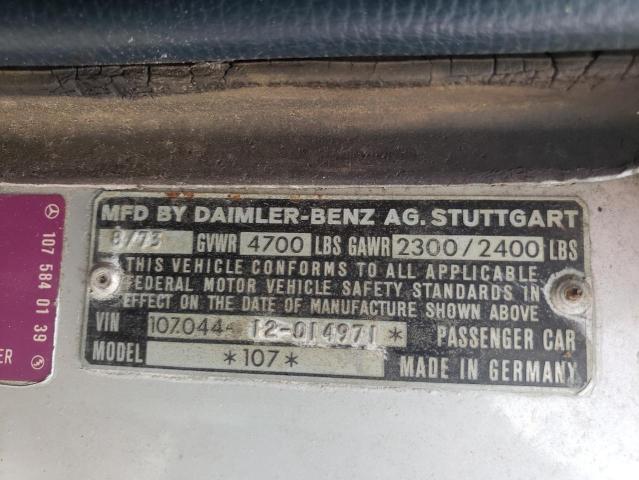 MFD BY DAIMLER-BENZ AG. STUTTGART
8/73 GVWR 4700 LBS GAWR 2300/2400 LBS
THIS VEHICLE CONFORMS TO ALL APPLICABLE
FEDERAL MOTOR VEHICLE SAFETY STANDARDS IN
EFFECT ON THE DATE OF MANUFACTURE SHOWN ABOVE
VIN 107.044-12-014971* PASSENGER CAR
MODEL *107* MADE IN GERMANY
107 584 01 39